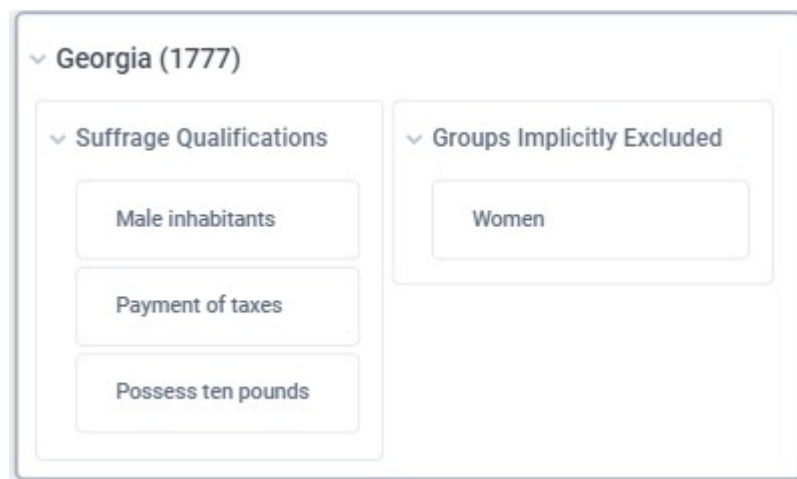 Georgia (1777)
Suffrage Qualifications
Male inhabitants
Payment of taxes
Possess ten pounds
Groups Implicitly Excluded
Women